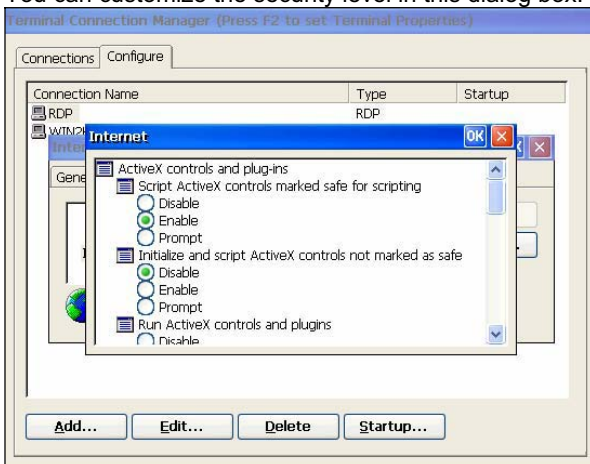 You can customize the security level in this dialog box.
Terminal Connection Manager (Press F2 to set Terminal Properties)
Connections Configure
Connection Name Type Startup
RDP RDP
Internet OK
ActiveX controls and plug-ins
Script ActiveX controls marked safe for scripting
Disable
Enable
Prompt
Initialize and script ActiveX controls not marked as safe
Disable
Enable
Prompt
Run ActiveX controls and plugins
Disable
Add... Edit... Delete Startup...